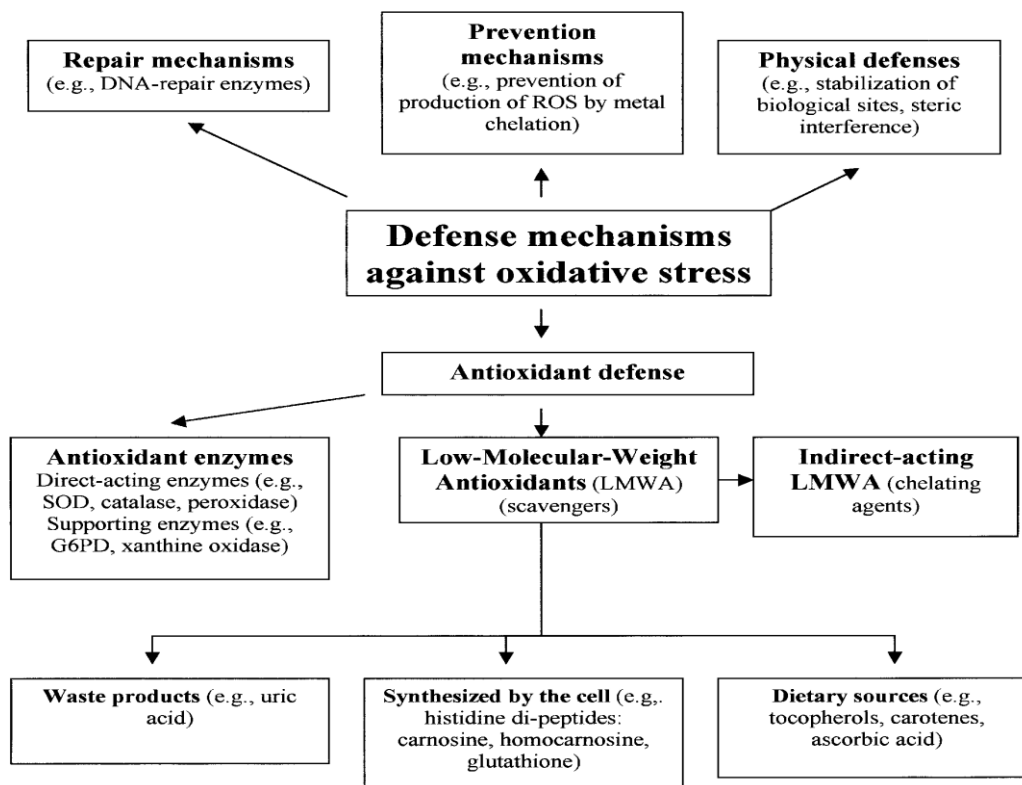 Repair mechanisms
(e.g., DNA-repair enzymes)
Prevention
mechanisms
(e.g., prevention of
production of ROS by metal
chelation)
Physical defenses
(e.g., stabilization of
biological sites, steric
interference)
Defense mechanisms
against oxidative stress
Antioxidant defense
Antioxidant enzymes
Direct-acting enzymes (e.g.,
SOD, catalase, peroxidase)
Supporting enzymes (e.g.,
G6PD, xanthine oxidase)
Low-Molecular-Weight
Antioxidants (LMWA)
(scavengers)
Indirect-acting
LMWA (chelating
agents)
Waste products (e.g., uric
acid)
Synthesized by the cell (e,g,.
histidine di-peptides:
carnosine, homocarnosine,
glutathione)
Dietary sources (e.g.,
tocopherols, carotenes,
ascorbic acid)